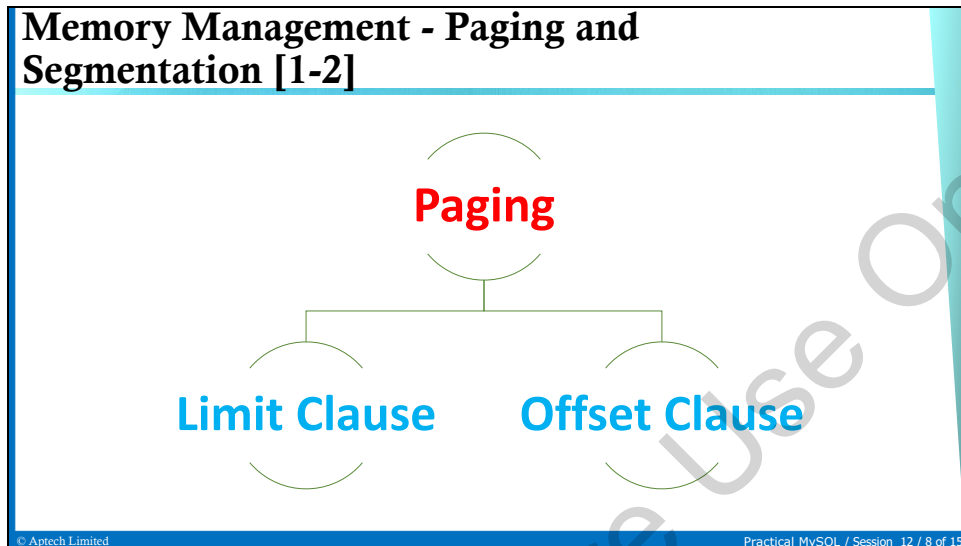 Memory Management - Paging and
Segmentation [1-2]
Paging
Limit Clause
Offset Clause
Use
© Aptech Limited
Practical MySQL / Session 12 / 8 of 15